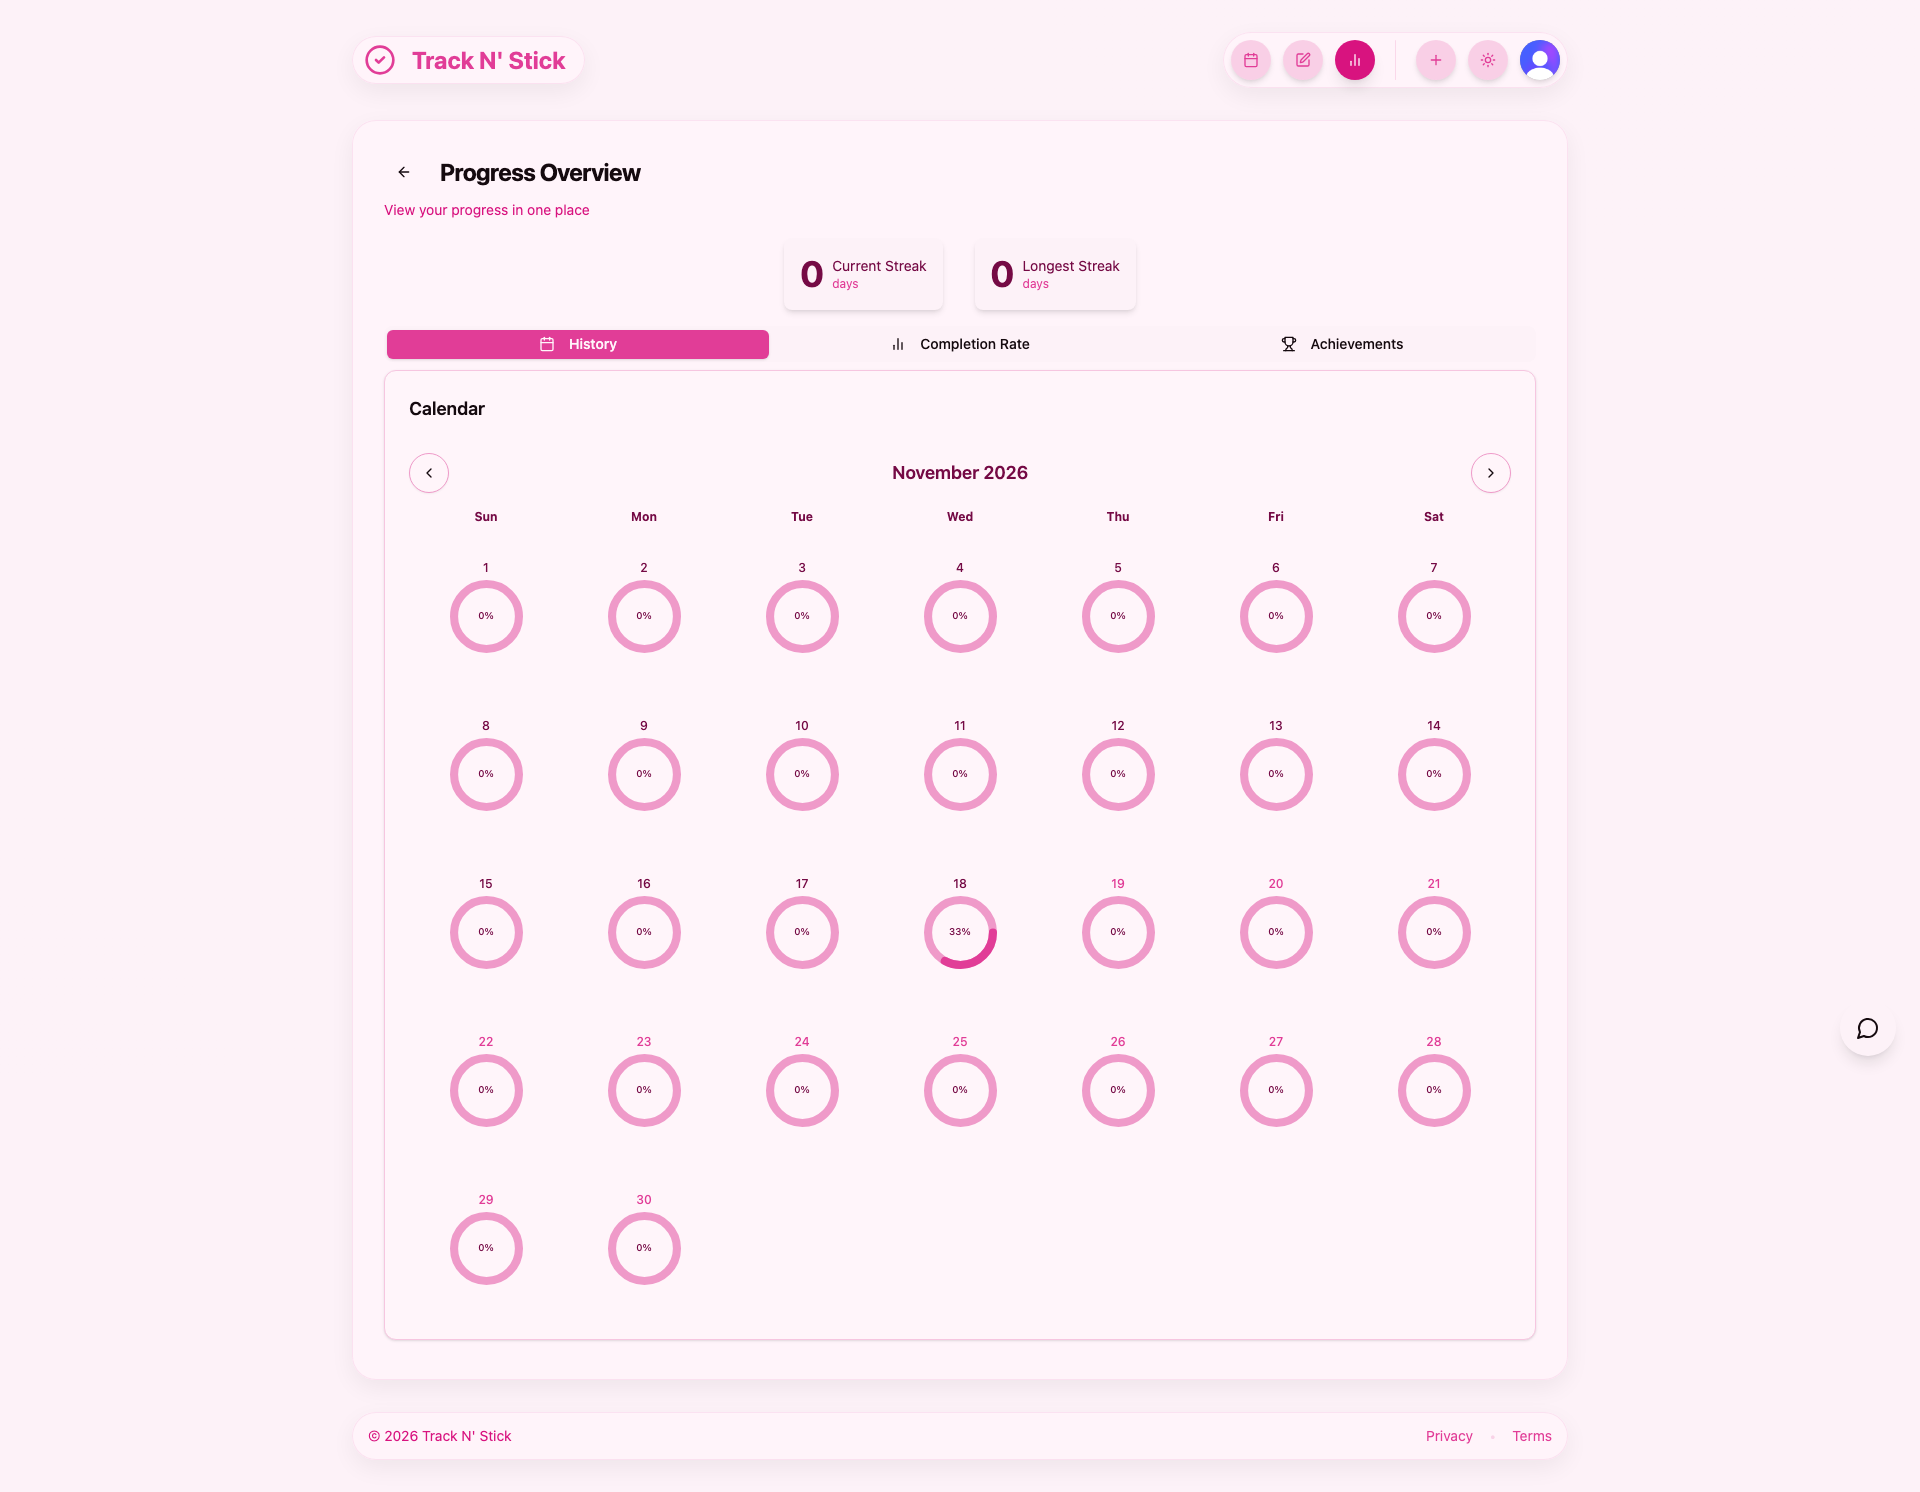 Track N' Stick
Progress Overview
View your progress in one place
0 Current Streak
days
0 Longest Streak
days
History
Completion Rate
Achievements
Calendar
November 2026
Sun Mon Tue Wed Thu Fri Sat
1 2 3 4 5 6 7
0% 0% 0% 0% 0% 0% 0%
8 9 10 11 12 13 14
0% 0% 0% 0% 0% 0% 0%
15 16 17 18 19 20 21
0% 0% 0% 33% 0% 0% 0%
22 23 24 25 26 27 28
0% 0% 0% 0% 0% 0% 0%
29 30
0% 0%
© 2026 Track N' Stick
Privacy • Terms